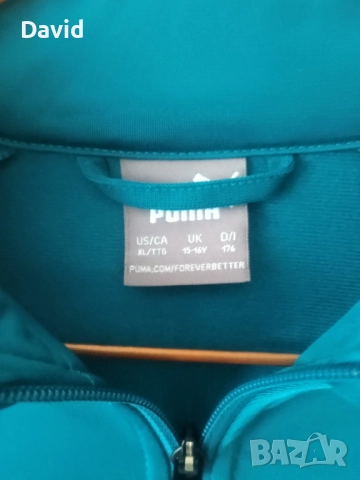 David
PUMA
US/CA UK D/I
XL/TTG 15-16Y 176
PUMA.COM/FOREVERBETTER
BAZAR